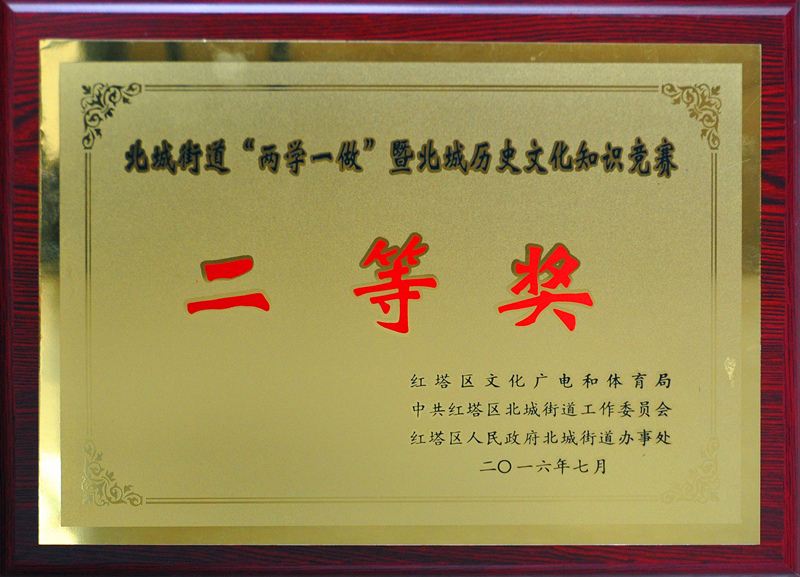 北城街道“两学一做”暨北城历史文化知识竞赛
二等奖
红塔区文化广电和体育局
中共红塔区北城街道工作委员会
红塔区人民政府北城街道办事处
二〇一六年七月